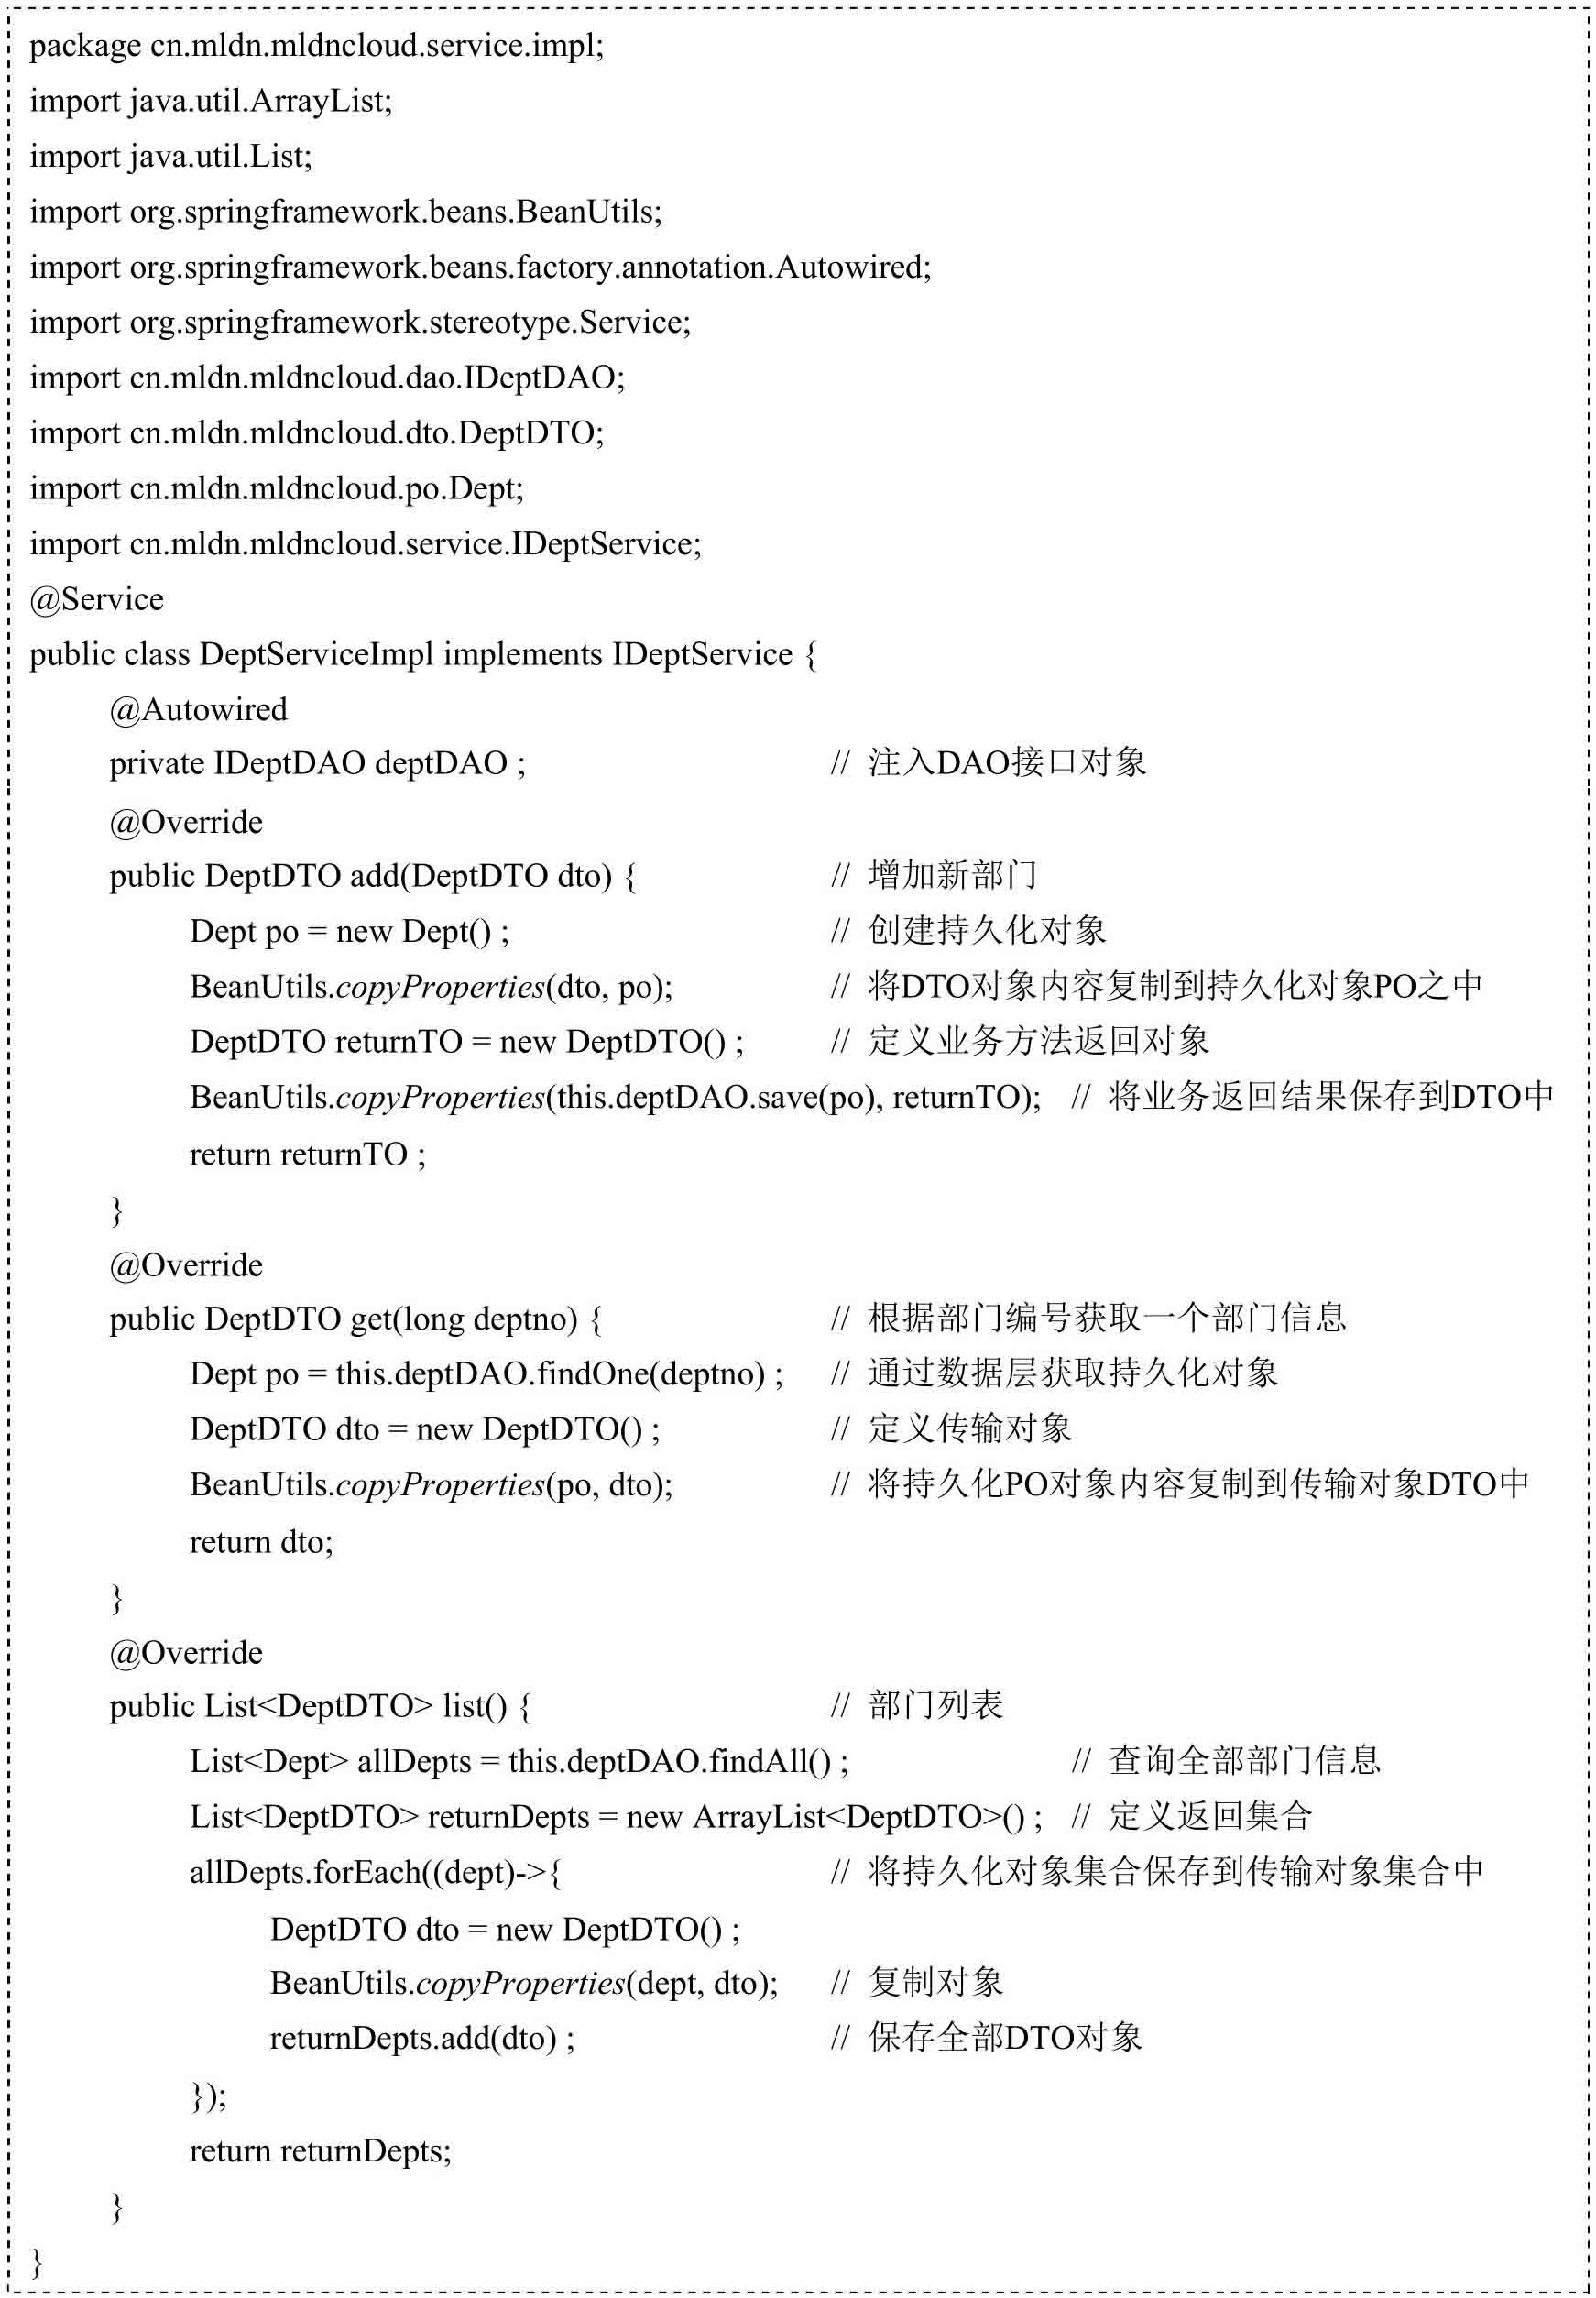 package cn.mldn.mldncloud.service.impl;
import java.util.ArrayList;
import java.util.List;
import org.springframework.beans.BeanUtils;
import org.springframework.beans.factory.annotation.Autowired;
import org.springframework.stereotype.Service;
import cn.mldn.mldncloud.dao.IDeptDAO;
import cn.mldn.mldncloud.dto.DeptDTO;
import cn.mldn.mldncloud.po.Dept;
import cn.mldn.mldncloud.service.IDeptService;
@Service
public class DeptServiceImpl implements IDeptService {
@Autowired
private IDeptDAO deptDAO ; // 注入DAO接口对象
@Override
public DeptDTO add(DeptDTO dto) { // 增加新部门
Dept po = new Dept() ; // 创建持久化对象
BeanUtils.copyProperties(dto, po); // 将DTO对象内容复制到持久化对象PO之中
DeptDTO returnTO = new DeptDTO() ; // 定义业务方法返回对象
BeanUtils.copyProperties(this.deptDAO.save(po), returnTO); // 将业务返回结果保存到DTO中
return returnTO ;
}
@Override
public DeptDTO get(long deptno) { // 根据部门编号获取一个部门信息
Dept po = this.deptDAO.findOne(deptno) ; // 通过数据层获取持久化对象
DeptDTO dto = new DeptDTO() ; // 定义传输对象
BeanUtils.copyProperties(po, dto); // 将持久化PO对象内容复制到传输对象DTO中
return dto;
}
@Override
public List<DeptDTO> list() { // 部门列表
List<Dept> allDepts = this.deptDAO.findAll() ; // 查询全部部门信息
List<DeptDTO> returnDepts = new ArrayList<DeptDTO>() ; // 定义返回集合
allDepts.forEach((dept)->{ // 将持久化对象集合保存到传输对象集合中
DeptDTO dto = new DeptDTO() ;
BeanUtils.copyProperties(dept, dto); // 复制对象
returnDepts.add(dto) ; // 保存全部DTO对象
});
return returnDepts;
}
}